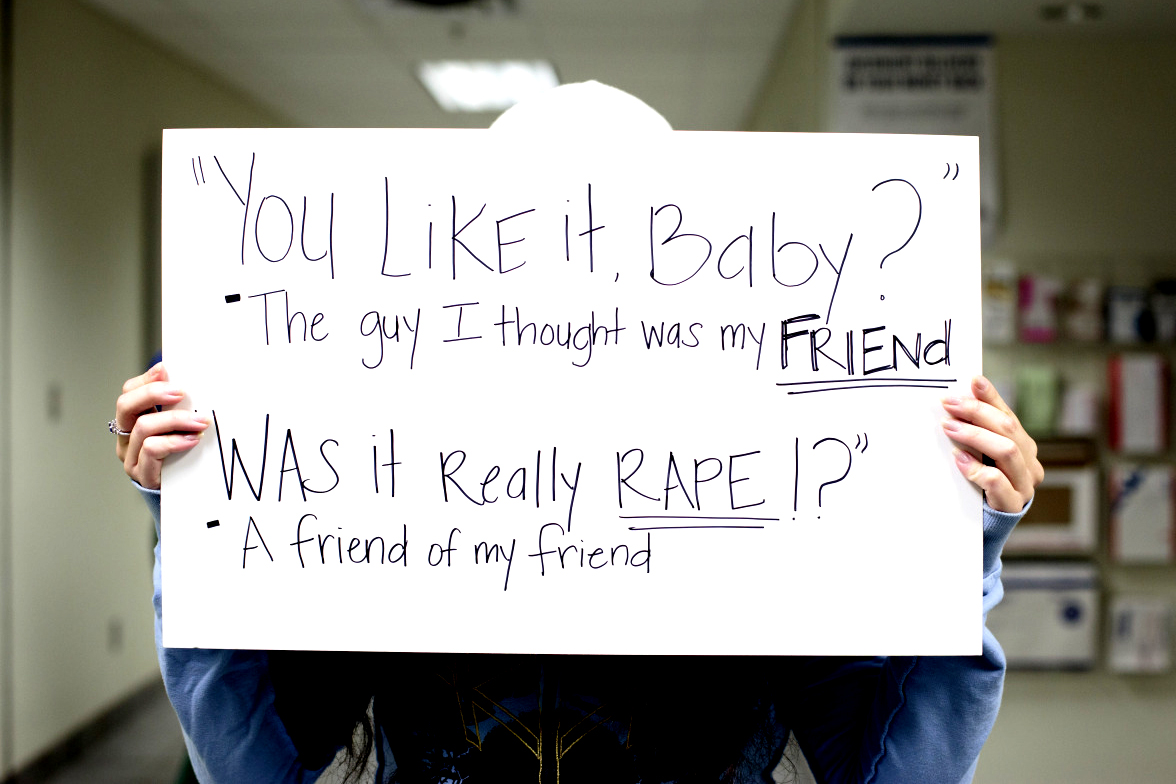 "You Like it, Baby?"
- The guy I thought was my FRIENd
"WAS it Really RAPE!?"
- A friend of my friend